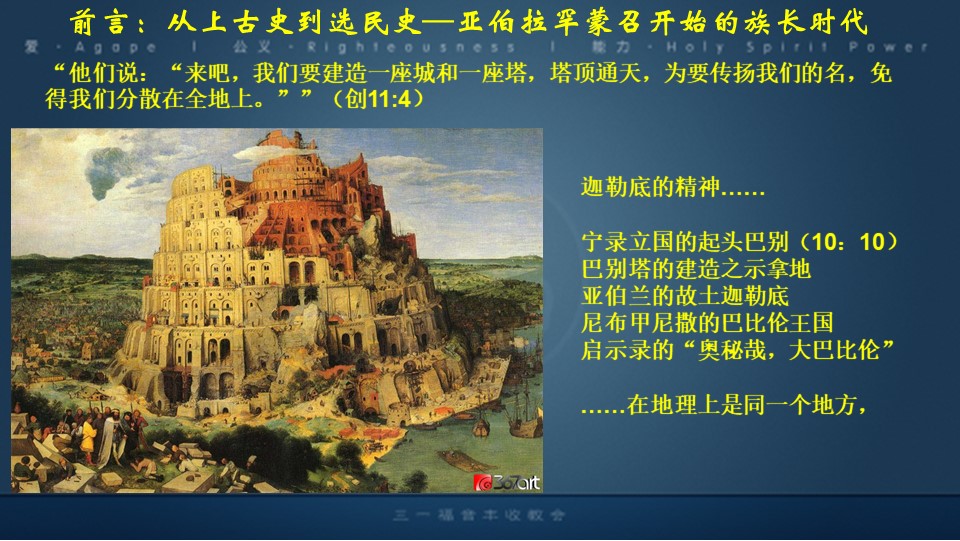 前言：从上古史到选民史—亚伯拉罕蒙召开始的族长时代
爱 · Agape | 公义 · Righteousness | 能力 · Holy Spirit Power
“他们说：“来吧，我们要建造一座城和一座塔，塔顶通天，为要传扬我们的名，免
得我们分散在全地上。””（创11:4）
迦勒底的精神……
宁录立国的起头巴别（10：10）
巴别塔的建造之示拿地
亚伯兰的故土迦勒底
尼布甲尼撒的巴比伦王国
启示录的“奥秘哉，大巴比伦”
……在地理上是同一个地方，
三一福音丰收教会